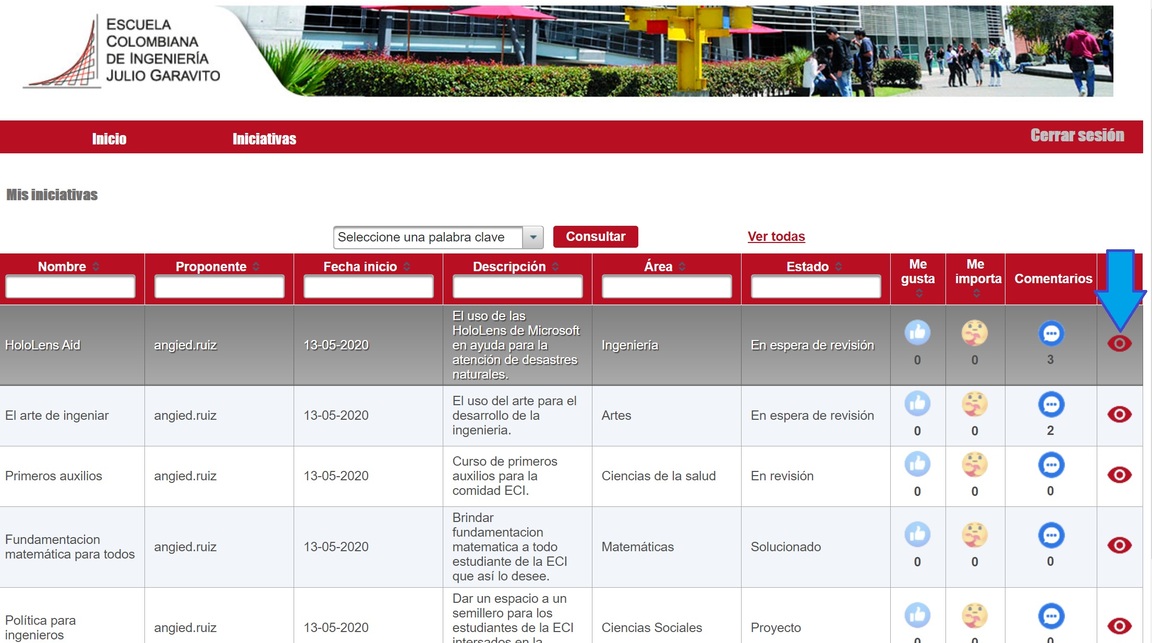 ESCUELA
COLOMBIANA
DE INGENIERÍA
JULIO GARAVITO
Inicio
Iniciativas
Cerrar sesión
Mis iniciativas
Seleccione una palabra clave
Consultar
Ver todas
Nombre
Proponente
Fecha inicio
Descripción
Área
Estado
Me
gusta
Me
importa
Comentarios
HoloLens Aid
angied.ruiz
13-05-2020
El uso de las
HoloLens de Microsoft
en ayuda para la
atención de desastres
naturales.
Ingeniería
En espera de revisión
0
0
3
El arte de ingeniar
angied.ruiz
13-05-2020
El uso del arte para el
desarrollo de la
ingenieria.
Artes
En espera de revisión
0
0
2
Primeros auxilios
angied.ruiz
13-05-2020
Curso de primeros
auxilios para la
comidad ECI.
Ciencias de la salud
En revisión
0
0
0
Fundamentacion
matemática para todos
angied.ruiz
13-05-2020
Brindar
fundamentacion
matematica a todo
estudiante de la ECI
que así lo desee.
Matemáticas
Solucionado
0
0
0
Política para
ingenieros
angied.ruiz
13-05-2020
Dar un espacio a un
semillero para los
estudiantes de la ECI
intersados en la
Ciencias Sociales
Proyecto
0
0
0